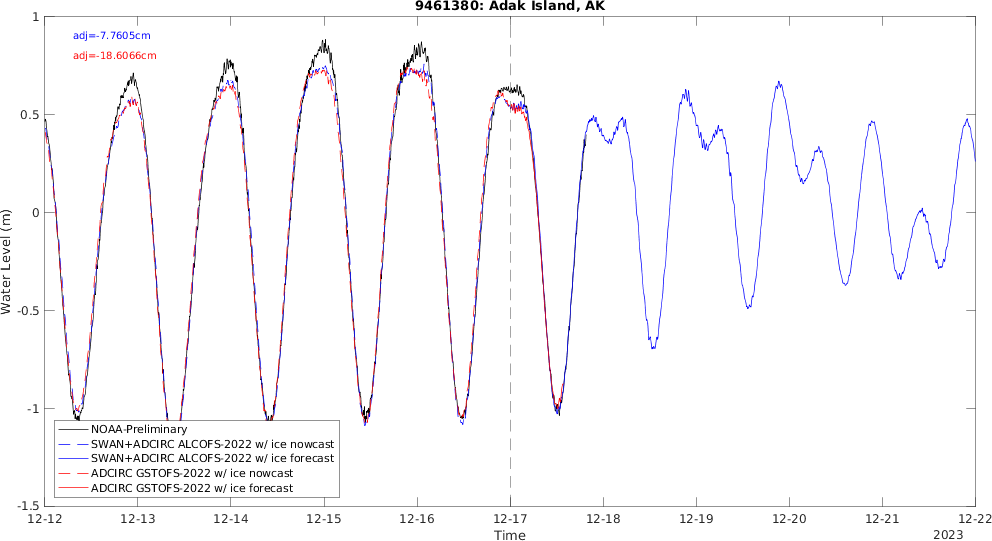 9461380: Adak Island, AK
adj=-7.7605cm
adj=-18.6066cm
1
0.5
0
-0.5
-1
-1.5
Water Level (m)
NOAA-Preliminary
SWAN+ADCIRC ALCOFS-2022 w/ ice nowcast
SWAN+ADCIRC ALCOFS-2022 w/ ice forecast
ADCIRC GSTOFS-2022 w/ ice nowcast
ADCIRC GSTOFS-2022 w/ ice forecast
12-12 12-13 12-14 12-15 12-16 12-17 12-18 12-19 12-20 12-21 12-22
Time
2023